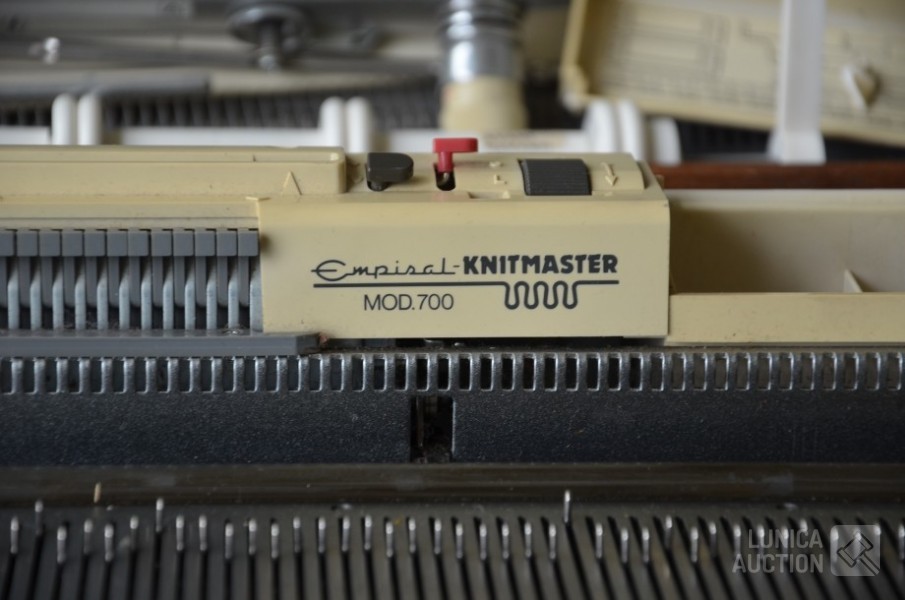 Empisal-KNITMASTER
MOD.700
LUNICA
AUCTION